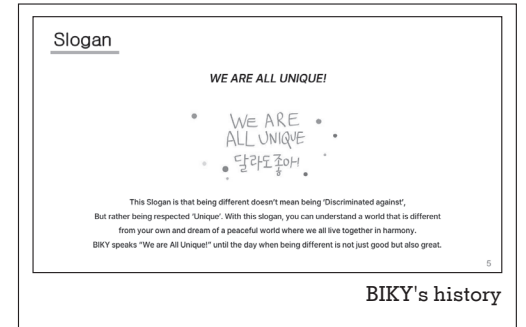 Slogan
WE ARE ALL UNIQUE!
WE ARE
ALL UNIQUE
달라도좋아
This Slogan is that being different doesn't mean being 'Discriminated against',
But rather being respected 'Unique'. With this slogan, you can understand a world that is different
from your own and dream of a peaceful world where we all live together in harmony.
BIKY speaks "We are All Unique!" until the day when being different is not just good but also great.
5
BIKY's history